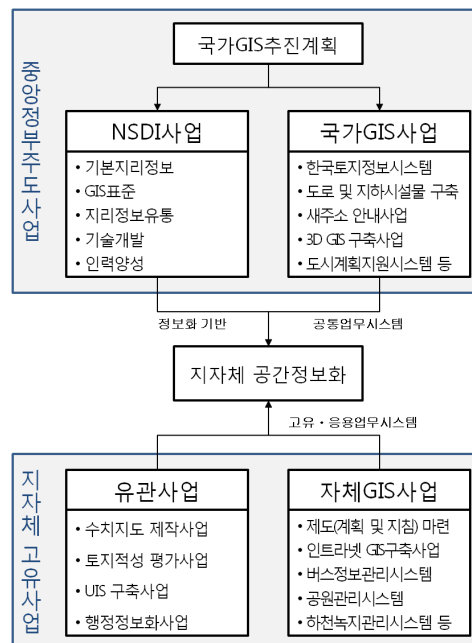 중앙정부주도사업
국가GIS추진계획
NSDI사업
• 기본지리정보
• GIS표준
• 지리정보유통
• 기술개발
• 인력양성
국가GIS사업
• 한국토지정보시스템
• 도로 및 지하시설물 구축
• 새주소 안내사업
• 3D GIS 구축사업
• 도시계획지원시스템 등
정보화 기반
공통업무시스템
지자체 공간정보화
고유·응용업무시스템
지자체 고유사업
유관사업
• 수치지도 제작사업
• 토지적성 평가사업
• UIS 구축사업
• 행정정보화사업
자체GIS사업
• 제도(계획 및 지침) 마련
• 인트라넷 GIS구축사업
• 버스정보관리시스템
• 공원관리시스템
• 하천녹지관리시스템 등